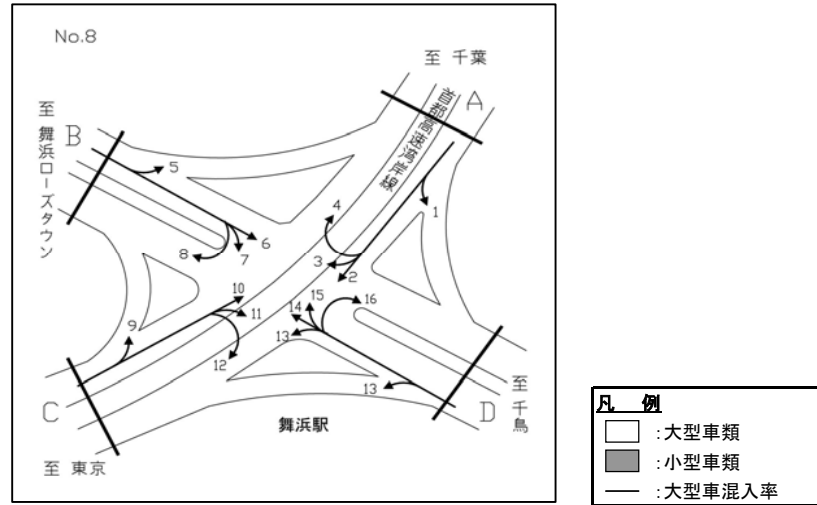 No.8
至 千葉
A
首都高速湾岸線
至 舞浜ローズタウン
B
5
1
4
6
8
7
3
2
10
11
9
12
15
16
14
13
13
C
D
至 千鳥
舞浜駅
至 東京
凡 例
:大型車類
:小型車類
:大型車混入率